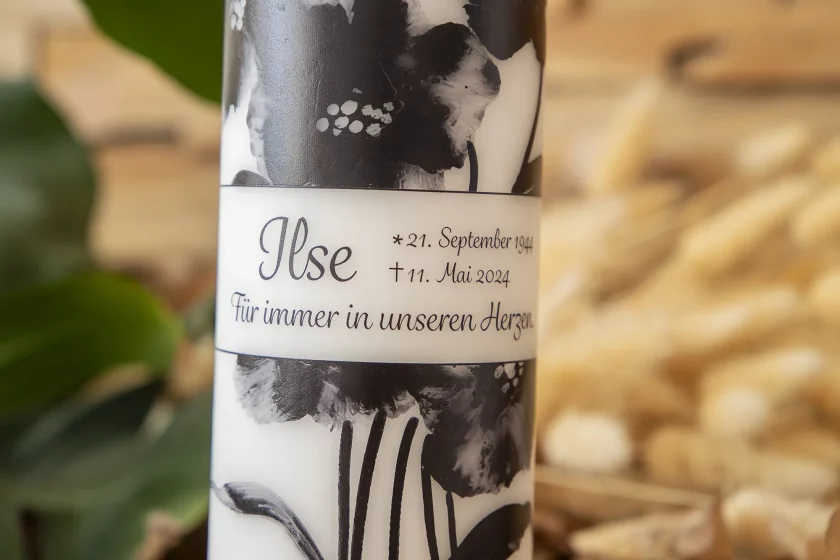 Ilse
*21. September 1944
†11. Mai 2024
Für immer in unseren Herzen.